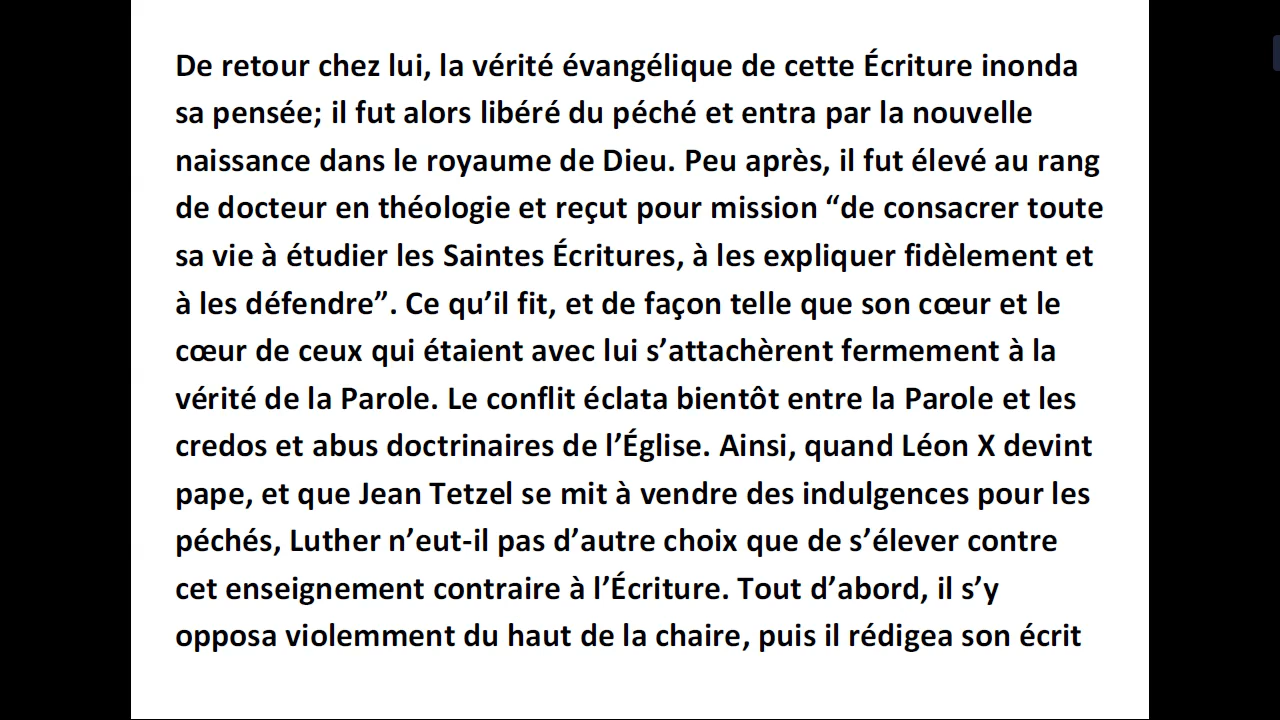 De retour chez lui, la vérité évangélique de cette Écriture inonda
sa pensée; il fut alors libéré du péché et entra par la nouvelle
naissance dans le royaume de Dieu. Peu après, il fut élevé au rang
de docteur en théologie et reçut pour mission “de consacrer toute
sa vie à étudier les Saintes Écritures, à les expliquer fidèlement et
à les défendre”. Ce qu’il fit, et de façon telle que son cœur et le
cœur de ceux qui étaient avec lui s’attachèrent fermement à la
vérité de la Parole. Le conflit éclata bientôt entre la Parole et les
credos et abus doctrinaires de l’Église. Ainsi, quand Léon X devint
pape, et que Jean Tetzel se mit à vendre des indulgences pour les
péchés, Luther n’eut-il pas d’autre choix que de s’élever contre
cet enseignement contraire à l’Écriture. Tout d’abord, il s’y
opposa violemment du haut de la chaire, puis il rédigea son écrit